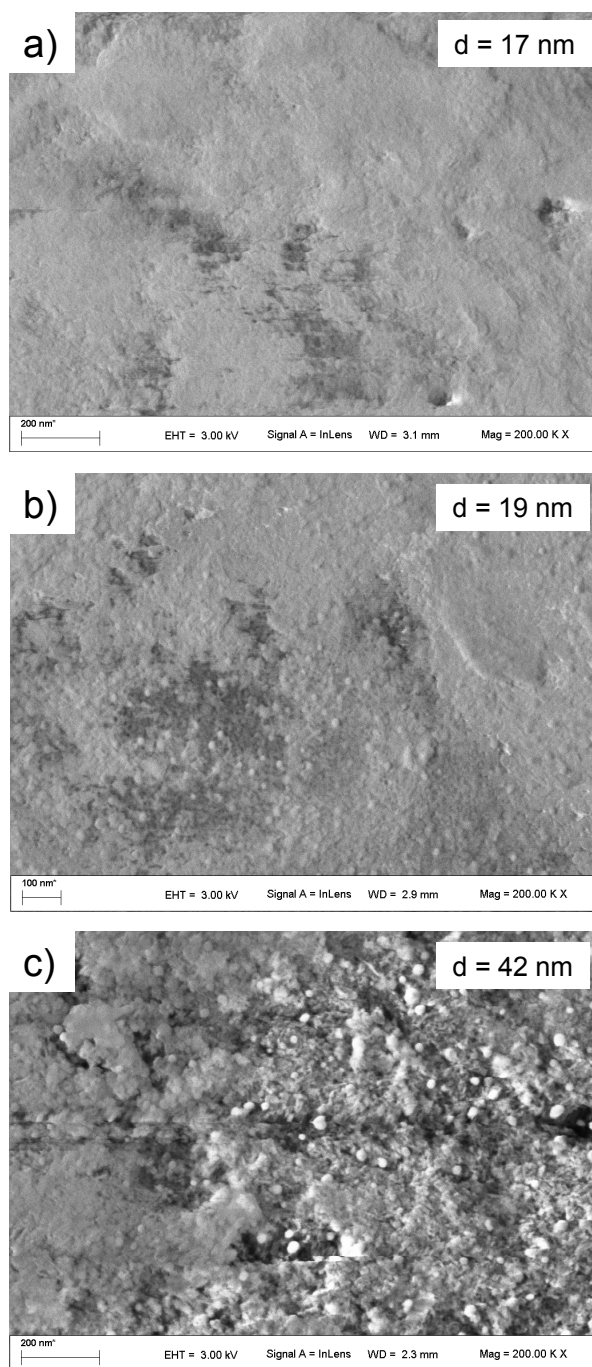 a)
d = 17 nm
200 nm*
EHT = 3.00 kV Signal A = InLens WD = 3.1 mm Mag = 200.00 K X
b)
d = 19 nm
100 nm*
EHT = 3.00 kV Signal A = InLens WD = 2.9 mm Mag = 200.00 K X
c)
d = 42 nm
200 nm*
EHT = 3.00 kV Signal A = InLens WD = 2.3 mm Mag = 200.00 K X